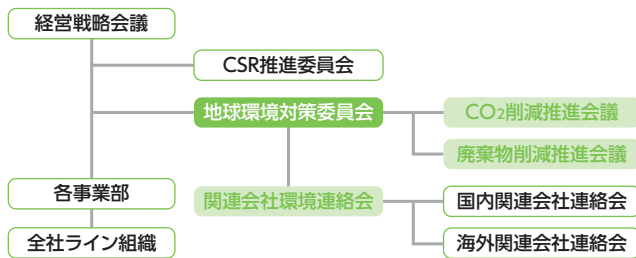 経営戦略会議
CSR推進委員会
地球環境対策委員会
CO2削減推進会議
廃棄物削減推進会議
各事業部
関連会社環境連絡会
国内関連会社連絡会
全社ライン組織
海外関連会社連絡会